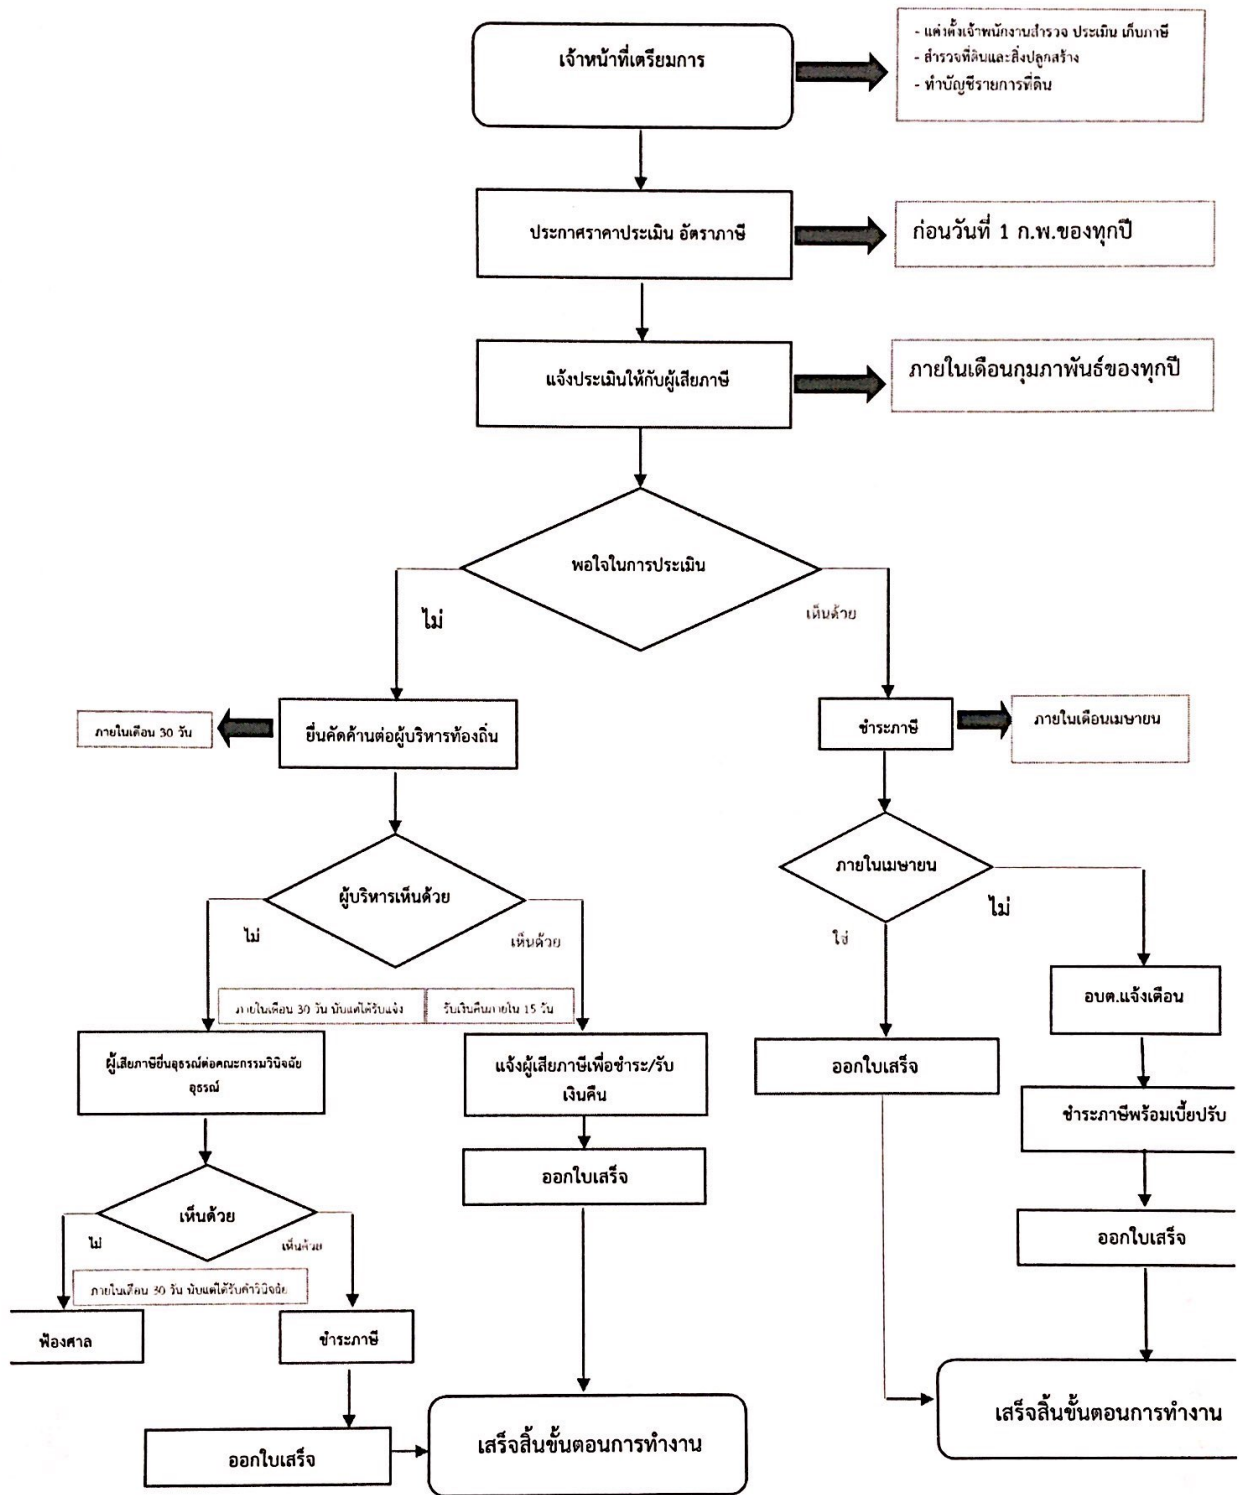 เจ้าหน้าที่เตรียมการ
- แต่งตั้งเจ้าพนักงานสำรวจ ประเมิน เก็บภาษี
- สำรวจที่ดินและสิ่งปลูกสร้าง
- ทำบัญชีรายการที่ดิน
ประกาศราคาประเมิน อัตราภาษี
ก่อนวันที่ 1 ก.พ.ของทุกปี
แจ้งประเมินให้กับผู้เสียภาษี
ภายในเดือนกุมภาพันธ์ของทุกปี
พอใจในการประเมิน
ไม่
เห็นด้วย
ภายในเดือน 30 วัน
ยื่นคัดค้านต่อผู้บริหารท้องถิ่น
ชำระภาษี
ภายในเดือนเมษายน
ผู้บริหารเห็นด้วย
ภายในเมษายน
ไม่
เห็นด้วย
ใช่
ไม่
ภายในเดือน 30 วัน นับแต่ได้รับแจ้ง
รับเงินคืนภายใน 15 วัน
อบต.แจ้งเตือน
ผู้เสียภาษียื่นอุธรณ์ต่อคณะกรรมวินิจฉัย
อุธรณ์
แจ้งผู้เสียภาษีเพื่อชำระ/รับ
เงินคืน
ออกใบเสร็จ
ชำระภาษีพร้อมเบี้ยปรับ
ออกใบเสร็จ
เห็นด้วย
ไม่
เห็นด้วย
ออกใบเสร็จ
ภายในเดือน 30 วัน นับแต่ได้รับคำวินิจฉัย
ฟ้องศาล
ชำระภาษี
ออกใบเสร็จ
เสร็จสิ้นขั้นตอนการทำงาน
เสร็จสิ้นขั้นตอนการทำงาน